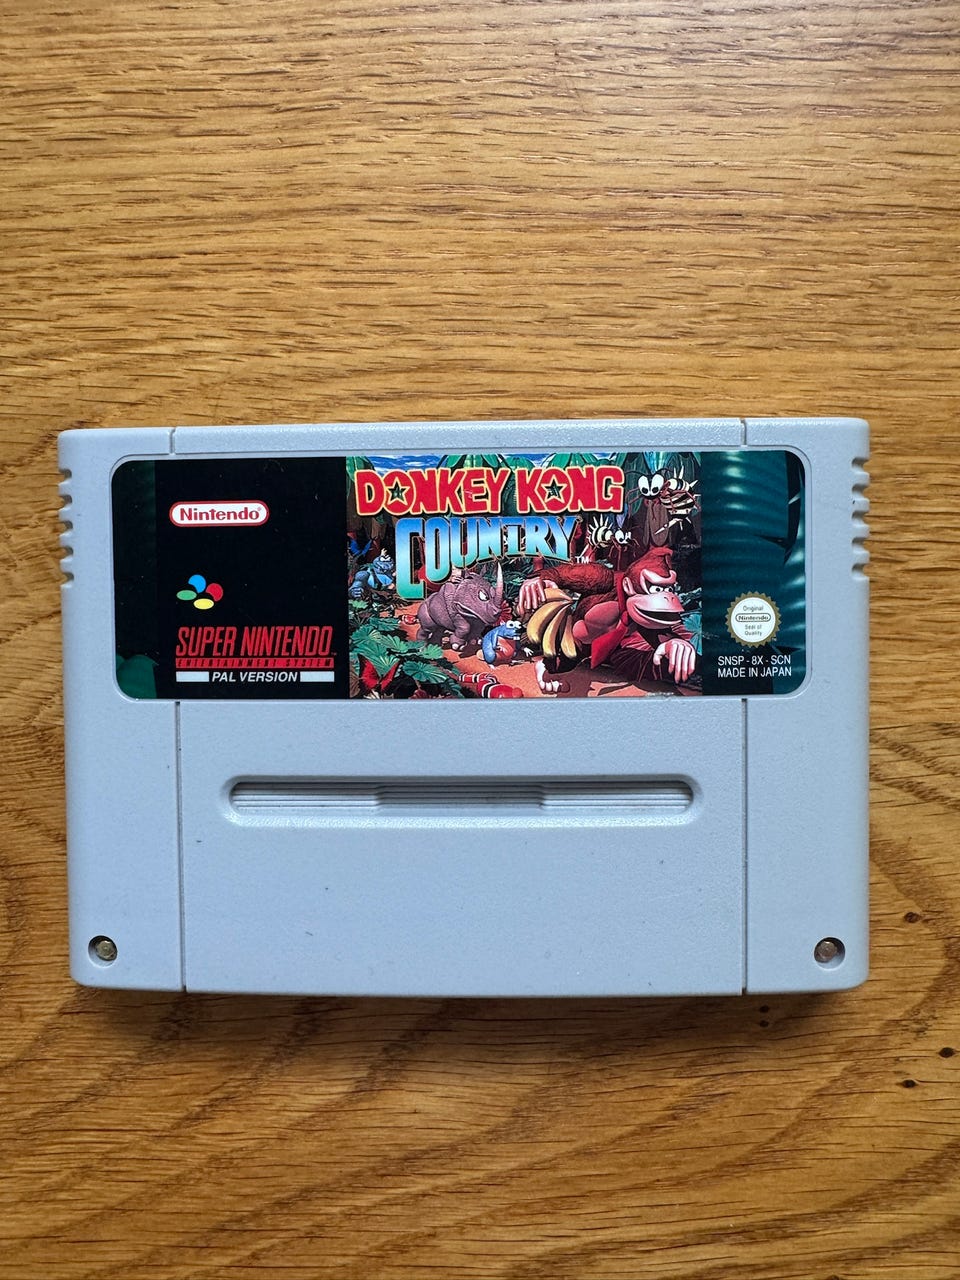 Nintendo®
SUPER NINTENDO
ENTERTAINMENT SYSTEM
PAL VERSION
DONKEY KONG
COUNTRY
TM
Original
Nintendo
Seal of
Quality
SNSP - 8X - SCN
MADE IN JAPAN